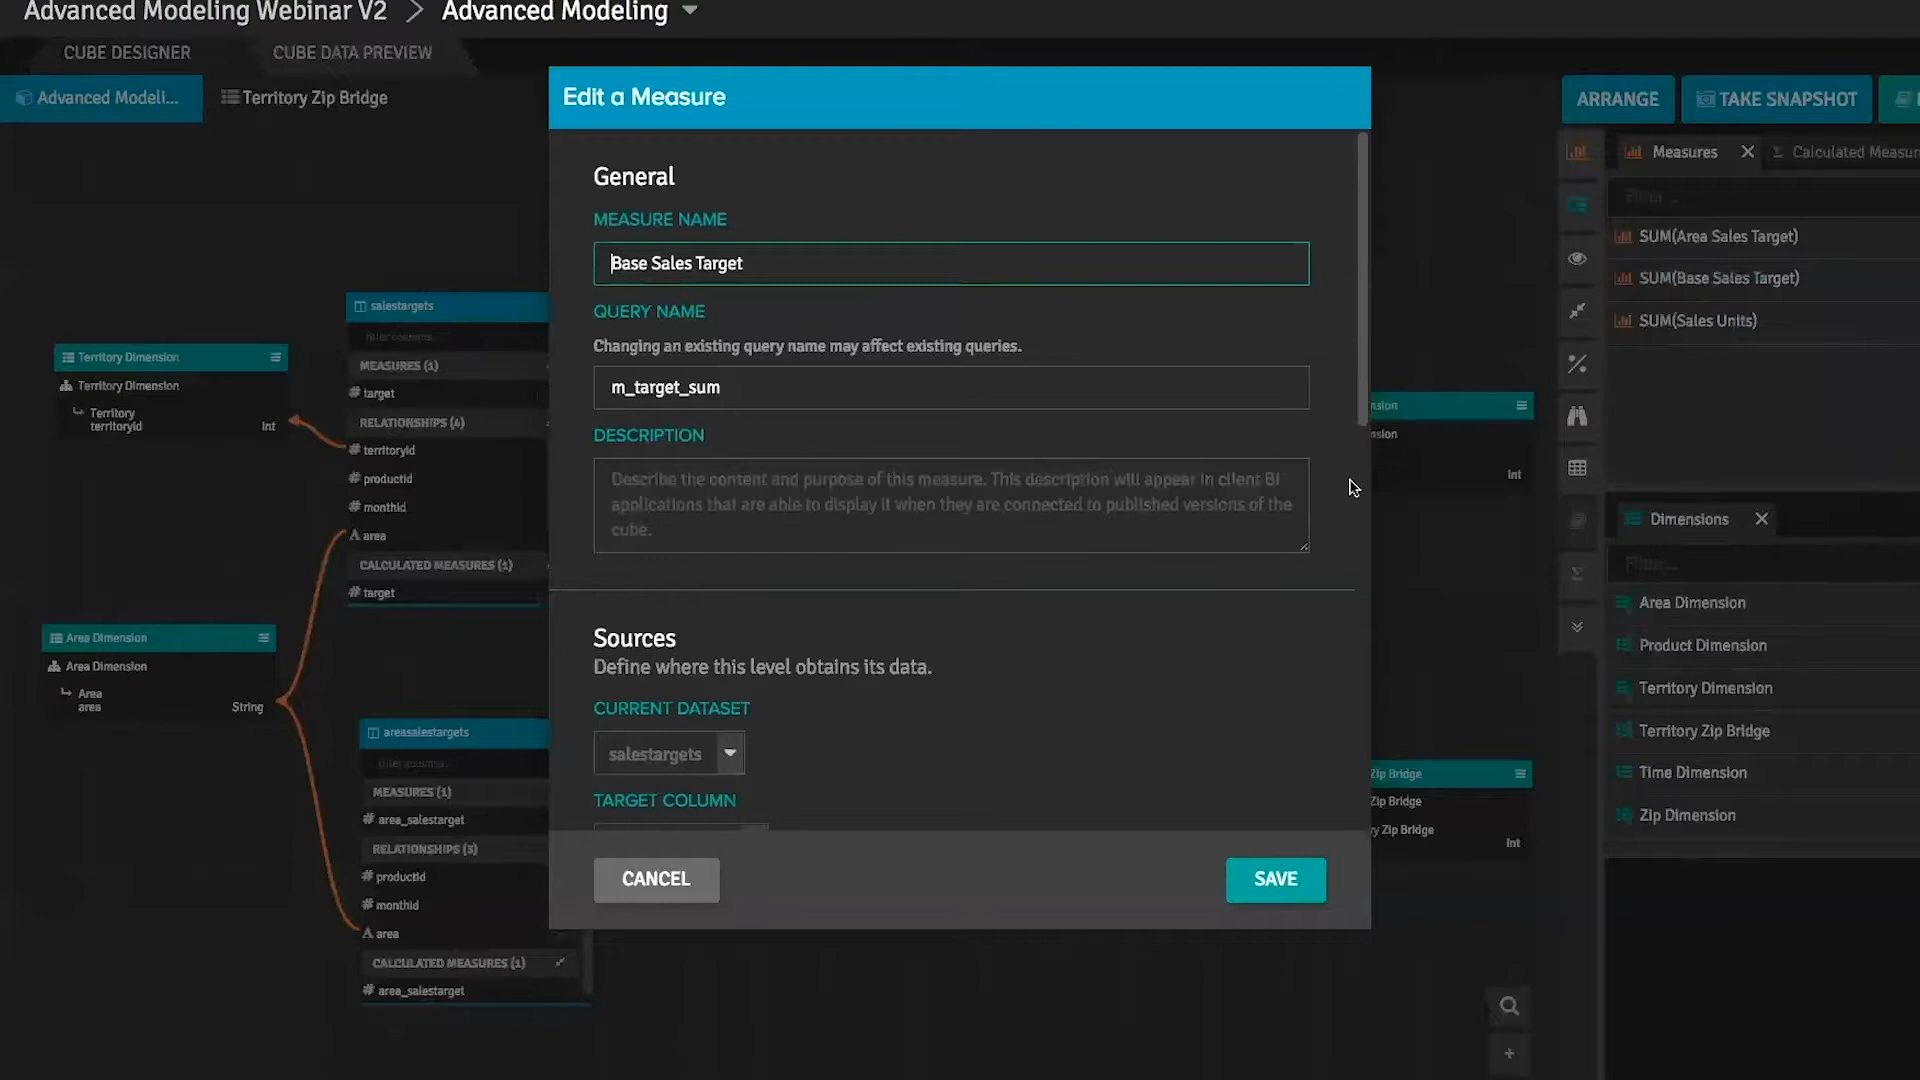 Advanced Modeling Webinar V2 > Advanced Modeling
CUBE DESIGNER
CUBE DATA PREVIEW
Advanced Modeli...
Territory Zip Bridge
ARRANGE
TAKE SNAPSHOT
Edit a Measure
General
MEASURE NAME
Base Sales Target
QUERY NAME
Changing an existing query name may affect existing queries.
m_target_sum
DESCRIPTION
Describe the content and purpose of this measure. This description will appear in client BI
applications that are able to display it when they are connected to published versions of the
cube.
Sources
Define where this level obtains its data.
CURRENT DATASET
salestargets
TARGET COLUMN
CANCEL
SAVE
Territory Dimension
Territory Dimension
Territory
territoryid
Int
Area Dimension
Area Dimension
Area
area
String
salestargets
MEASURES (1)
# target
RELATIONSHIPS (4)
# territoryid
# productid
# monthid
A area
CALCULATED MEASURES (1)
# target
areasalestargets
MEASURES (1)
# area_salestarget
RELATIONSHIPS (3)
# productid
# monthid
A area
CALCULATED MEASURES (1)
# area_salestarget
nsion
nsion
Int
Zip Bridge
Zip Bridge
ry Zip Bridge
Int
Measures
Σ Calculated Measur
Filter...
SUM(Area Sales Target)
SUM(Base Sales Target)
SUM(Sales Units)
Dimensions
Filter...
Area Dimension
Product Dimension
Territory Dimension
Territory Zip Bridge
Time Dimension
Zip Dimension